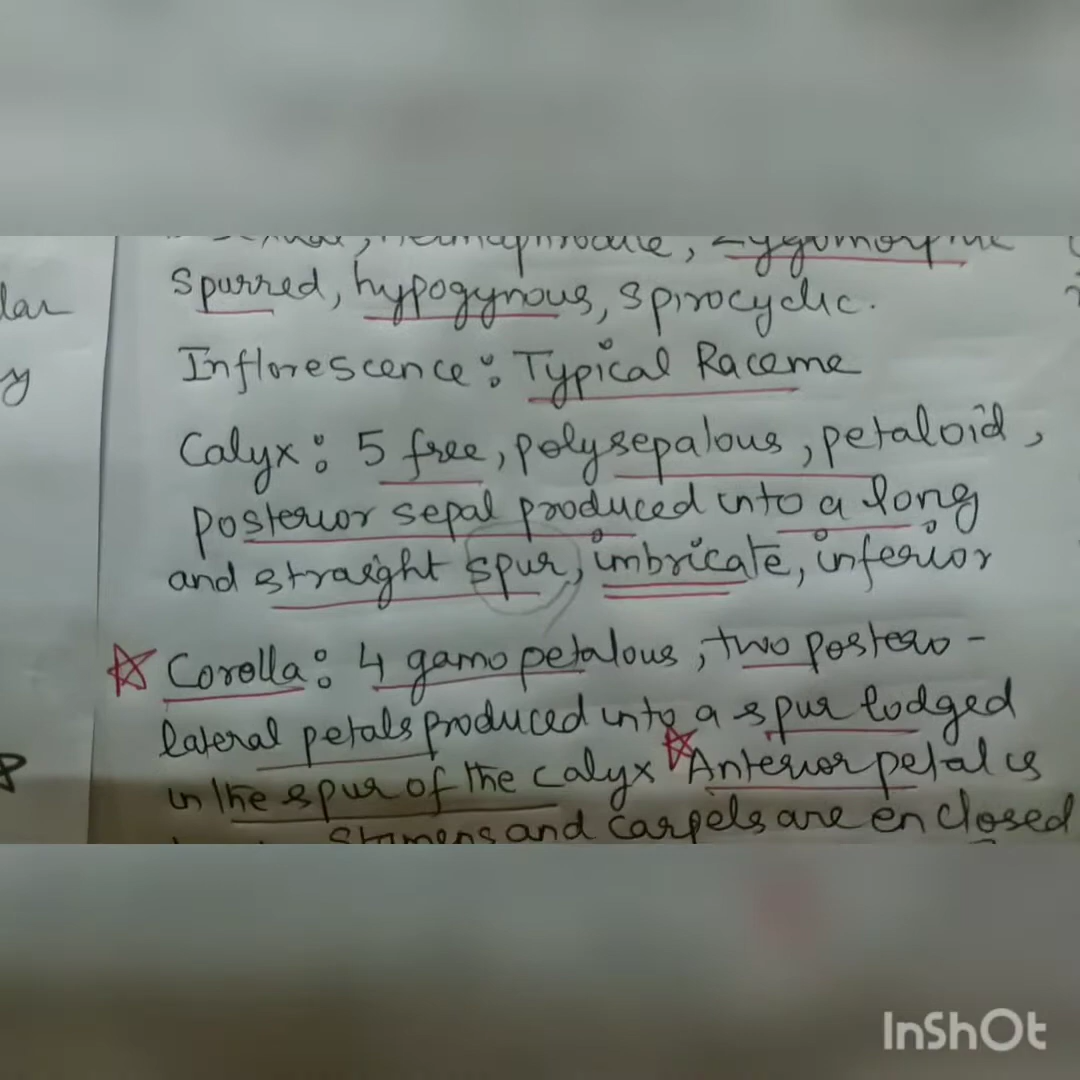 Zygomorphic
lar spurred, hypogynous, spirocyclic.
y Inflorescence: Typical Raceme
Calyx: 5 free, polysepalous, petaloid,
posterior sepal produced into a long
and straight spur, imbricate, inferior
Corolla: 4 gamopetalous, two postero-
lateral petals produced into a spur lodged
in the spur of the calyx Anterior petal is
stamens and carpels are enclosed
InShOt